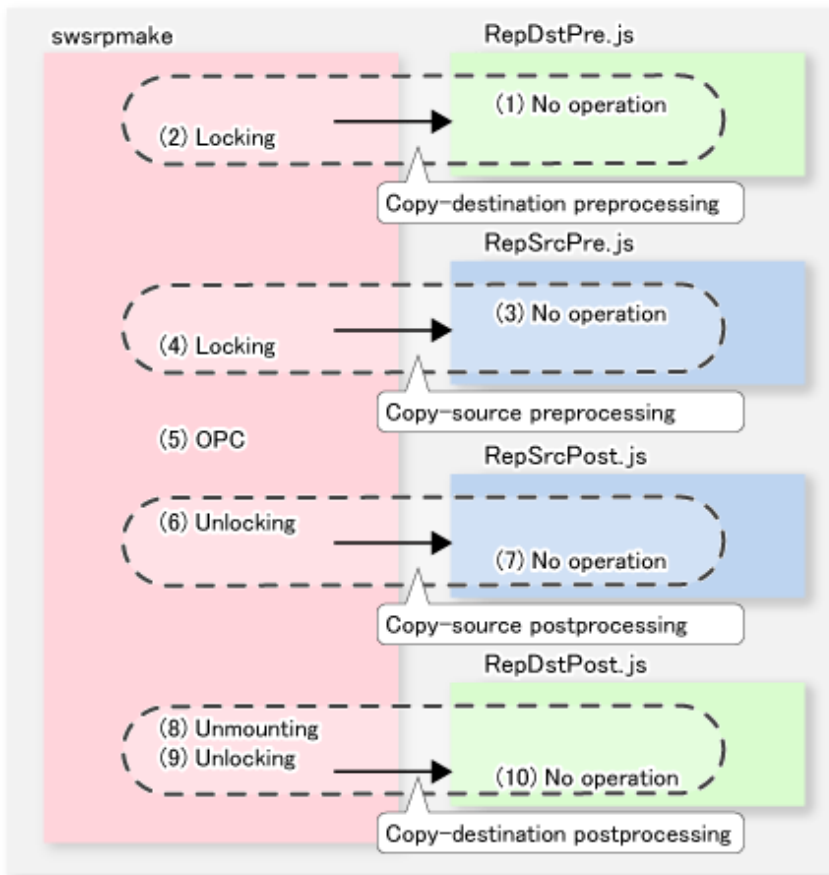 swsrpmake
RepDstPre.js
(1) No operation
(2) Locking
Copy-destination preprocessing
RepSrcPre.js
(3) No operation
(4) Locking
Copy-source preprocessing
(5) OPC
RepSrcPost.js
(6) Unlocking
(7) No operation
Copy-source postprocessing
RepDstPost.js
(8) Unmounting
(9) Unlocking
(10) No operation
Copy-destination postprocessing